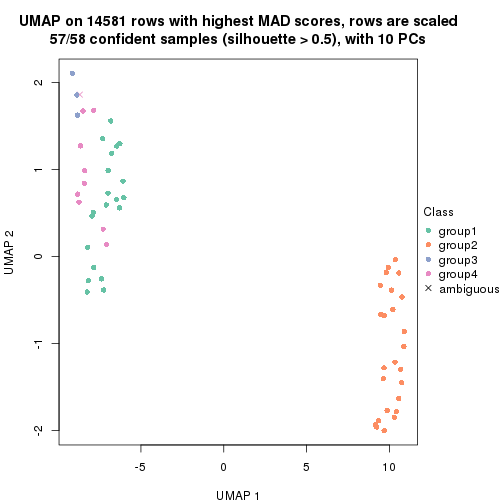 UMAP on 14581 rows with highest MAD scores, rows are scaled
57/58 confident samples (silhouette > 0.5), with 10 PCs
UMAP 2
2
1
0
-1
-2
-5
0
5
10
UMAP 1
Class
group1
group2
group3
group4
ambiguous